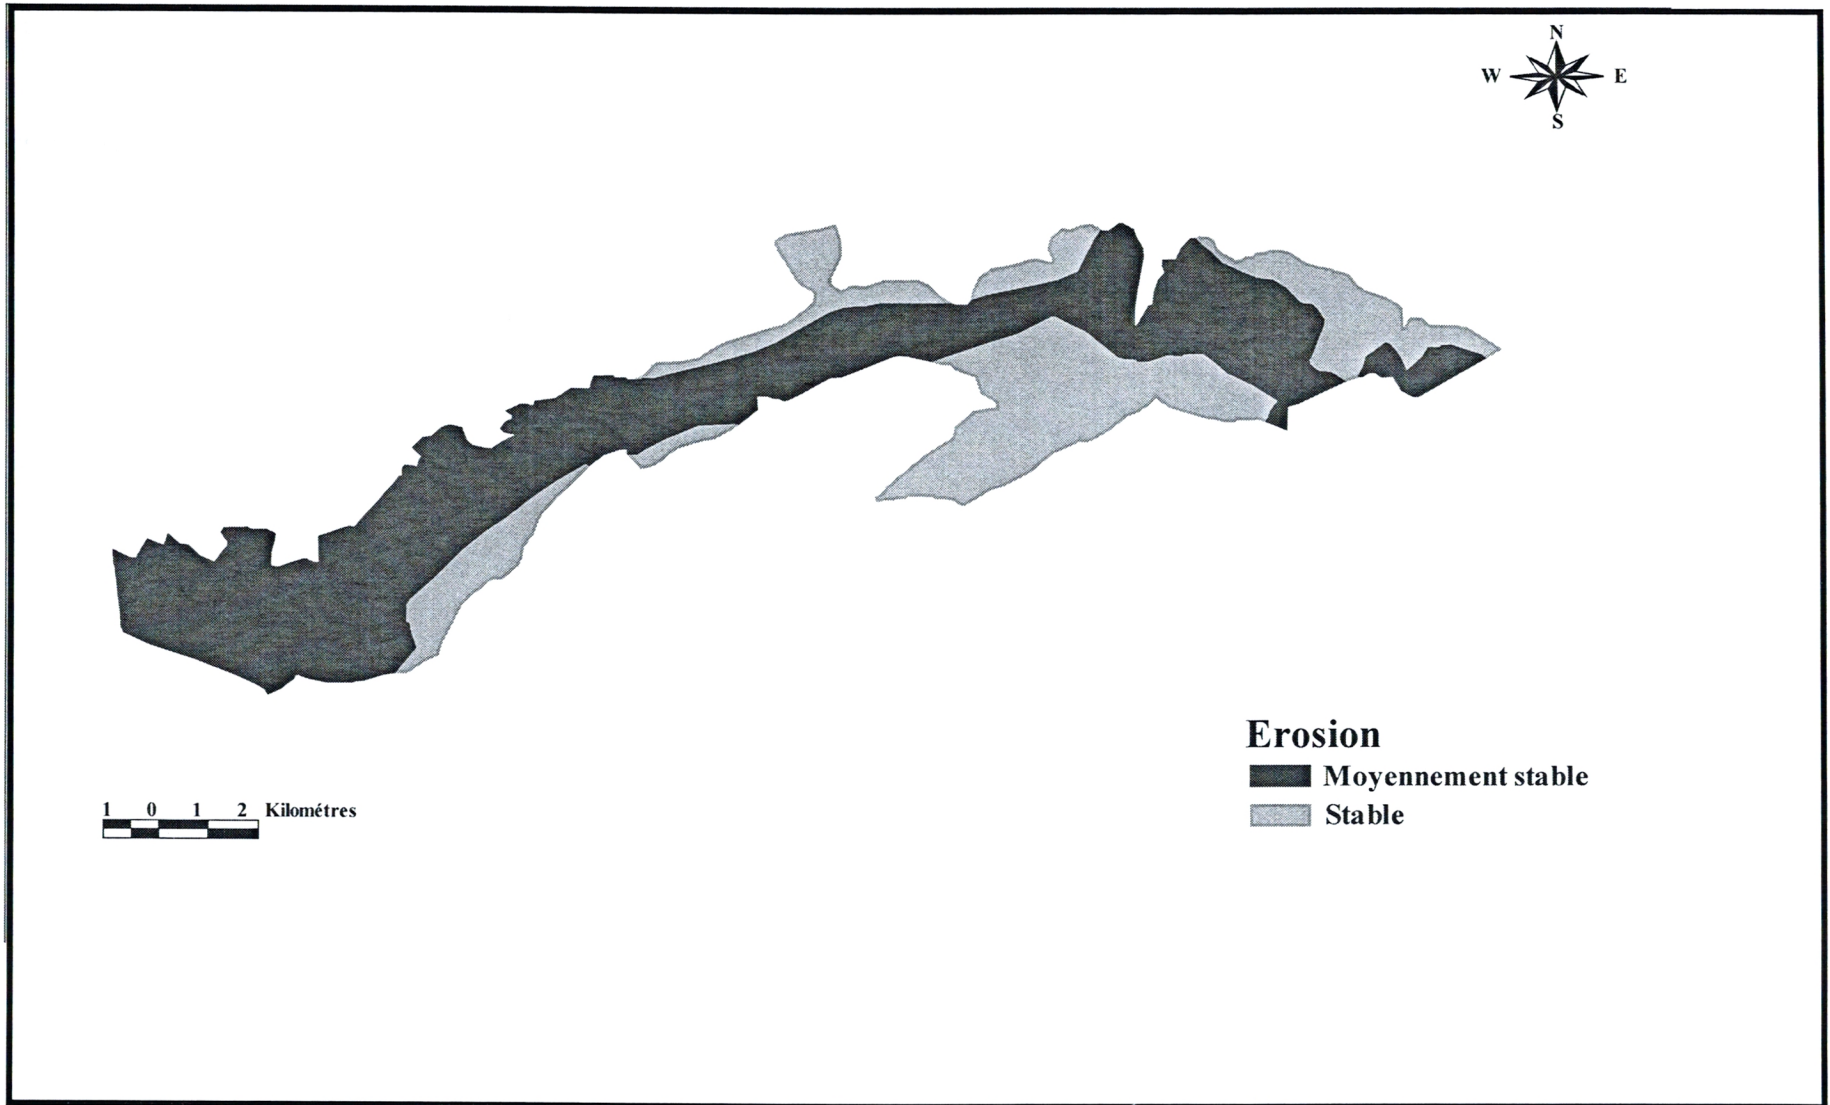 N
W E
S
Erosion
Moyennement stable
Stable
1 0 1 2 Kilométres